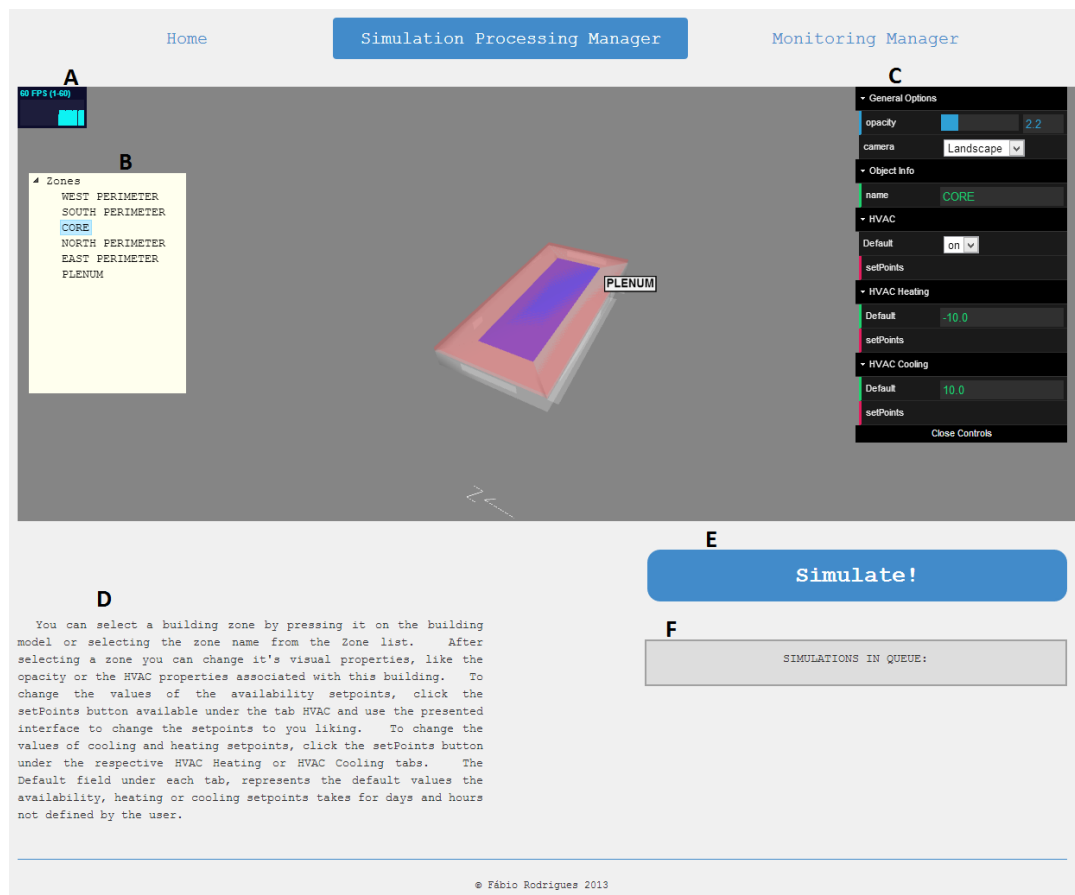 Home Simulation Processing Manager Monitoring Manager
A
C
60 FPS (1-60)
General Options
opacity 2.2
camera Landscape
B
Zones
WEST PERIMETER
SOUTH PERIMETER
CORE
NORTH PERIMETER
EAST PERIMETER
PLENUM
Object Info
name CORE
HVAC
Default on
setPoints
HVAC Heating
Default -10.0
setPoints
HVAC Cooling
Default 10.0
setPoints
Close Controls
PLENUM
Z
E
Simulate!
D
You can select a building zone by pressing it on the building
model or selecting the zone name from the Zone list. After
selecting a zone you can change it's visual properties, like the
opacity or the HVAC properties associated with this building. To
change the values of the availability setpoints, click the
setPoints button available under the tab HVAC and use the presented
interface to change the setpoints to you liking. To change the
values of cooling and heating setpoints, click the setPoints button
under the respective HVAC Heating or HVAC Cooling tabs. The
Default field under each tab, represents the default values the
availability, heating or cooling setpoints takes for days and hours
not defined by the user.
F
SIMULATIONS IN QUEUE:
© Fábio Rodrigues 2013